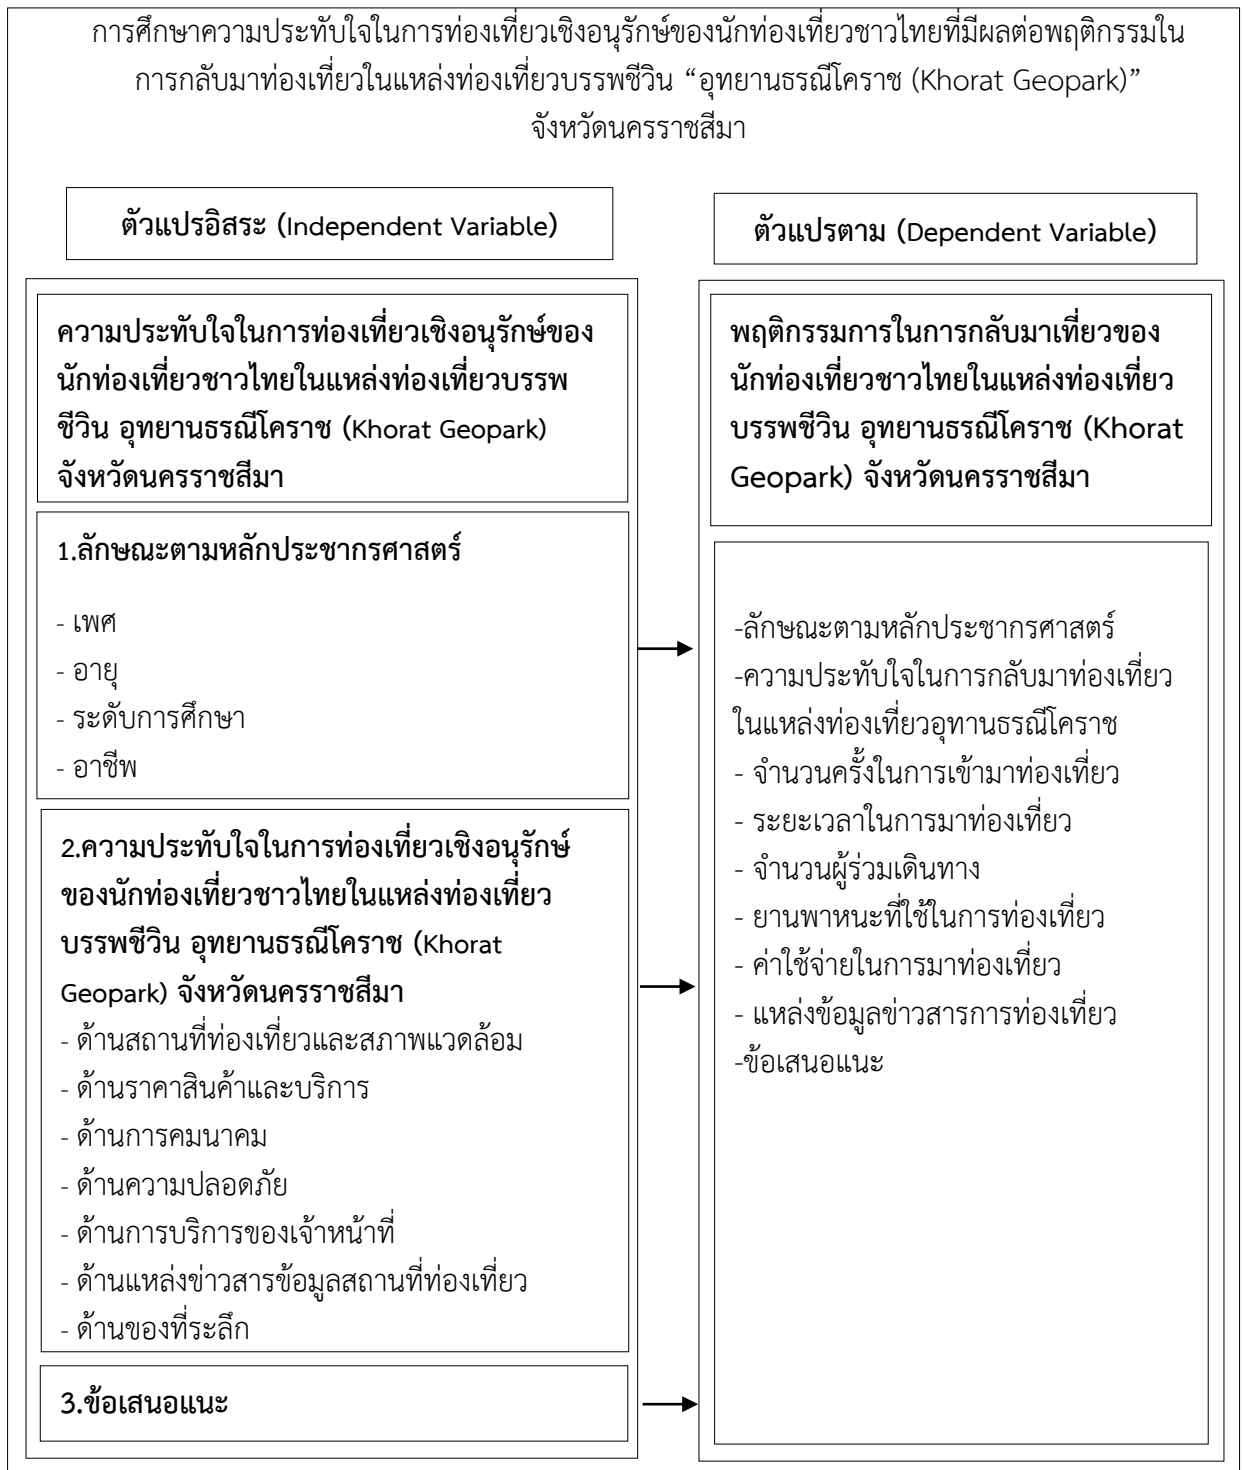 การศึกษาความประทับใจในการท่องเที่ยวเชิงอนุรักษ์ของนักท่องเที่ยวชาวไทยที่มีผลต่อพฤติกรรมใน
การกลับมาท่องเที่ยวในแหล่งท่องเที่ยวบรรพชีวิน “อุทยานธรณีโคราช (Khorat Geopark)”
จังหวัดนครราชสีมา
ตัวแปรอิสระ (Independent Variable)
ความประทับใจในการท่องเที่ยวเชิงอนุรักษ์ของ
นักท่องเที่ยวชาวไทยในแหล่งท่องเที่ยวบรรพ
ชีวิน อุทยานธรณีโคราช (Khorat Geopark)
จังหวัดนครราชสีมา
1.ลักษณะตามหลักประชากรศาสตร์
- เพศ
- อายุ
- ระดับการศึกษา
- อาชีพ
2.ความประทับใจในการท่องเที่ยวเชิงอนุรักษ์
ของนักท่องเที่ยวชาวไทยในแหล่งท่องเที่ยว
บรรพชีวิน อุทยานธรณีโคราช (Khorat
Geopark) จังหวัดนครราชสีมา
- ด้านสถานที่ท่องเที่ยวและสภาพแวดล้อม
- ด้านราคาสินค้าและบริการ
- ด้านการคมนาคม
- ด้านความปลอดภัย
- ด้านการบริการของเจ้าหน้าที่
- ด้านแหล่งข่าวสารข้อมูลสถานที่ท่องเที่ยว
- ด้านของที่ระลึก
3.ข้อเสนอแนะ
ตัวแปรตาม (Dependent Variable)
พฤติกรรมการในการกลับมาเที่ยวของ
นักท่องเที่ยวชาวไทยในแหล่งท่องเที่ยว
บรรพชีวิน อุทยานธรณีโคราช (Khorat
Geopark) จังหวัดนครราชสีมา
-ลักษณะตามหลักประชากรศาสตร์
-ความประทับใจในการกลับมาท่องเที่ยว
ในแหล่งท่องเที่ยวอุทานธรณีโคราช
- จำนวนครั้งในการเข้ามาท่องเที่ยว
- ระยะเวลาในการมาท่องเที่ยว
- จำนวนผู้ร่วมเดินทาง
- ยานพาหนะที่ใช้ในการท่องเที่ยว
- ค่าใช้จ่ายในการมาท่องเที่ยว
- แหล่งข้อมูลข่าวสารการท่องเที่ยว
-ข้อเสนอแนะ